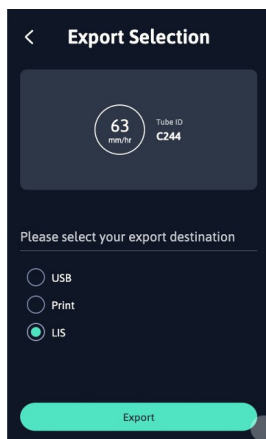 Export Selection
63
mm/hr
Tube ID
C244
Please select your export destination
USB
Print
LIS
Export